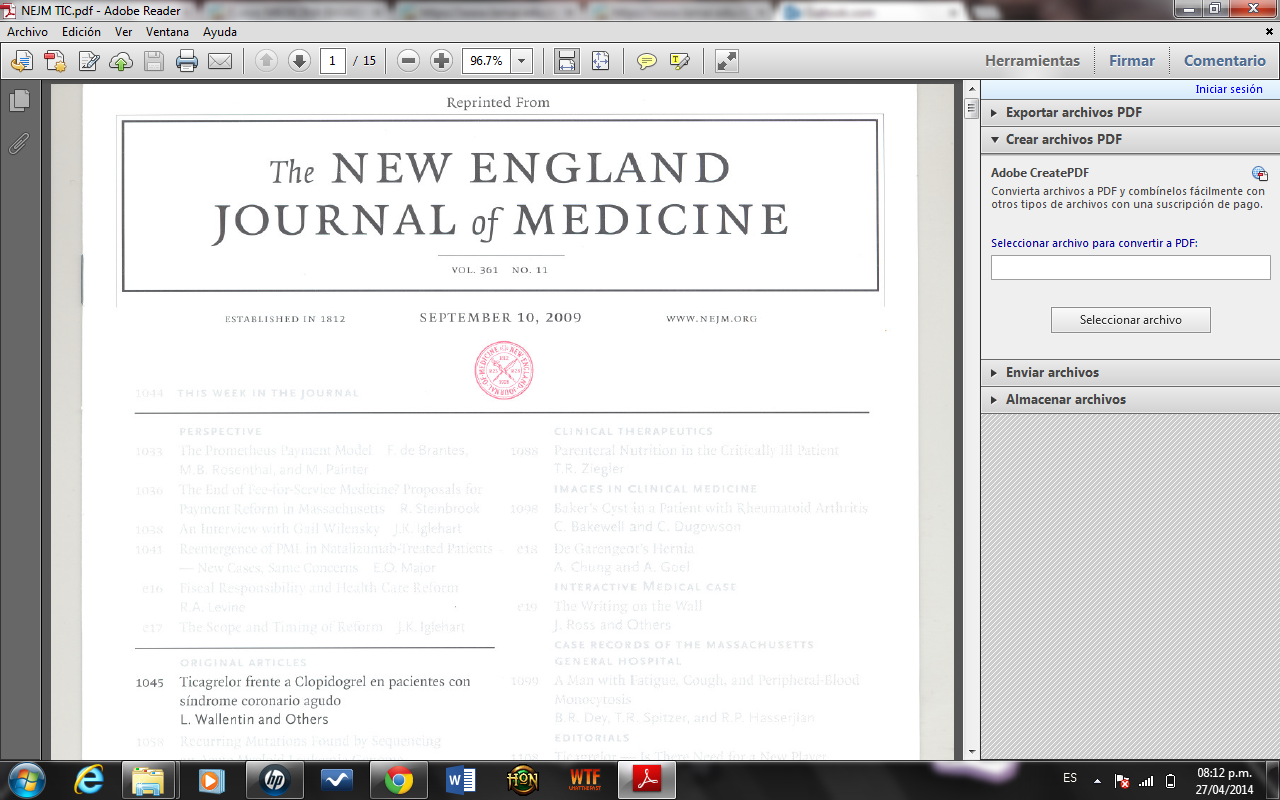 NEJM TIC.pdf - Adobe Reader
Archivo Edición Ver Ventana Ayuda
1 / 15 96.7% Herramientas Firmar Comentario
Iniciar sesión
Exportar archivos PDF
Crear archivos PDF
Adobe CreatePDF
Convierta archivos a PDF y combínelos fácilmente con
otros tipos de archivos con una suscripción de pago.
Seleccionar archivo para convertir a PDF:
Seleccionar archivo
Enviar archivos
Almacenar archivos
Reprinted From
The NEW ENGLAND
JOURNAL of MEDICINE
VOL. 361 NO. 11
ESTABLISHED IN 1812 SEPTEMBER 10, 2009 WWW.NEJM.ORG
1044 THIS WEEK IN THE JOURNAL
PERSPECTIVE
1033 The Prometheus Payment Model F. de Brantes,
M.B. Rosenthal, and M. Painter
1036 The End of Fee-for-Service Medicine? Proposals for
Payment Reform in Massachusetts R. Steinbrook
1038 An Interview with Gail Wilensky J.K. Iglehart
1041 Reemergence of PML in Natalizumab-Treated Patients
— New Cases, Same Concerns E.O. Major
e16 Fiscal Responsibility and Health Care Reform
R.A. Levine
e17 The Scope and Timing of Reform J.K. Iglehart
ORIGINAL ARTICLES
1045 Ticagrelor frente a Clopidogrel en pacientes con
síndrome coronario agudo
L. Wallentin and Others
1058 Recurring Mutations Found by Sequencing
CLINICAL THERAPEUTICS
1088 Parenteral Nutrition in the Critically Ill Patient
T.R. Ziegler
IMAGES IN CLINICAL MEDICINE
1098 Baker's Cyst in a Patient with Rheumatoid Arthritis
C. Bakewell and C. Dugowson
e18 De Garengeot's Hernia
A. Chung and A. Goel
INTERACTIVE MEDICAL CASE
e19 The Writing on the Wall
J. Ross and Others
CASE RECORDS OF THE MASSACHUSETTS
GENERAL HOSPITAL
1099 A Man with Fatigue, Cough, and Peripheral-Blood
Monocytosis
B.R. Dey, T.R. Spitzer, and R.P. Hasserjian
EDITORIALS
Ticagrelor — Is There Need for a New Player
hp
HON
WTF
ES
08:12 p.m.
27/04/2014